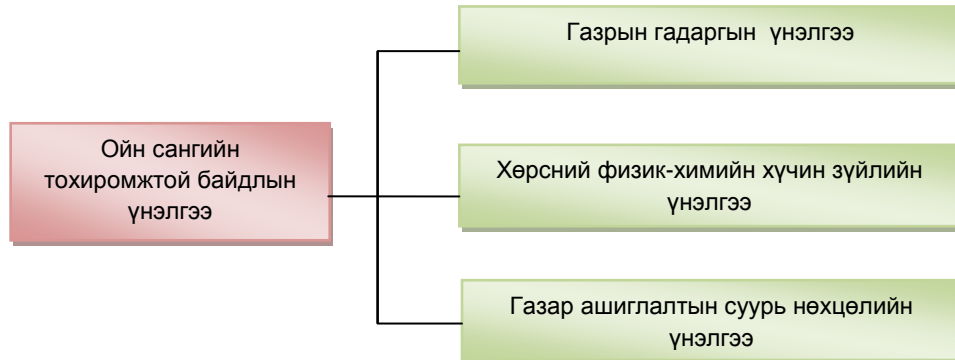 Газрын гадаргын үнэлгээ
Ойн сангийн
тохиромжтой байдлын
үнэлгээ
Хөрсний физик-химийн хүчин зүйлийн
үнэлгээ
Газар ашиглалтын суурь нөхцөлийн
үнэлгээ